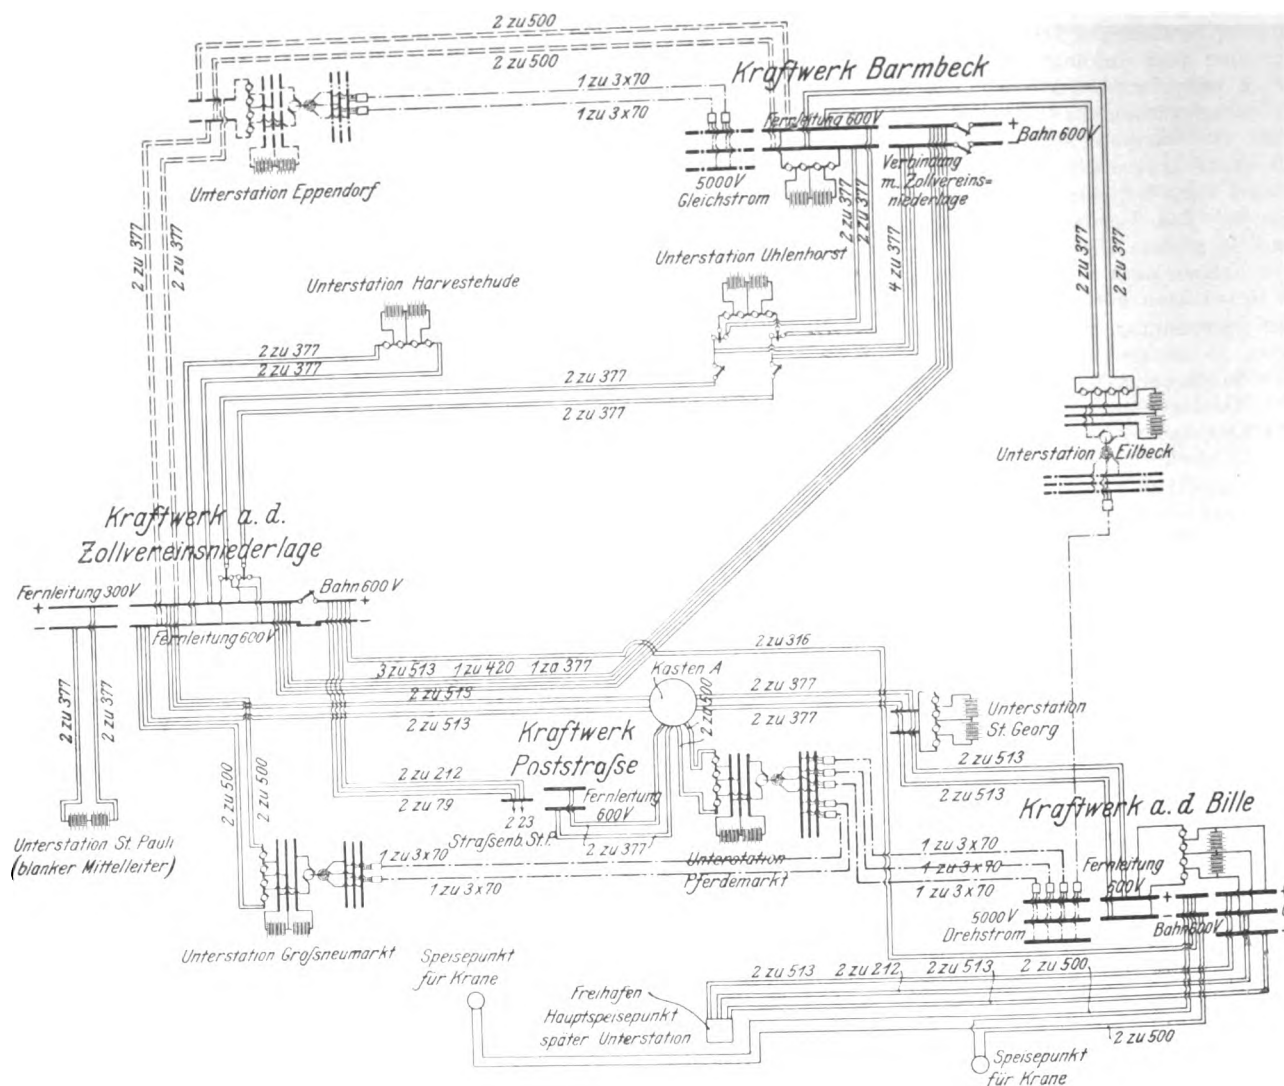 2 zu 500
2 zu 500
1 zu 3x70
1 zu 3x70
Kraftwerk Barmbeck
Fernleitung 600V
+
Bahn 600V
-
Unterstation Eppendorf
5000V
Gleichstrom
Verbindung
m. Zollvereins=
niederlage
2 zu 377
2 zu 377
2 zu 377
2 zu 377
4 zu 377
2 zu 377
2 zu 377
Unterstation Uhlenhorst
Unterstation Harvestehude
2 zu 377
2 zu 377
2 zu 377
2 zu 377
Unterstation Eilbeck
Kraftwerk a. d.
Zollvereinsniederlage
Fernleitung 300V
Bahn 600 V
+
+
-
-
Fernleitung 600V
2 zu 316
3 zu 513 1 zu 420 1 zo 377
Kasten A
2 zu 513
2 zu 513
2 zu 500
2 zu 377
2 zu 377
Unterstation
St. Georg
Kraftwerk
Poststraße
2 zu 377
2 zu 377
2 zu 500
2 zu 500
2 zu 212
2 zu 79
2 23
Fernleitung
600V
Straßenb. St. P.
2 zu 377
2 zu 513
2 zu 513
Kraftwerk a. d Bille
Unterstation St. Pauli
(blanker Mittelleiter)
1 zu 3x70
1 zu 3x70
Unterstation
Pferdemarkt
1 zu 3x70
1 zu 3x70
1 zu 3x70
Fernleitung
600V
+
-
5000V
Drehstrom
Bahn 600V
Unterstation Großneumarkt
Speisepunkt
für Krane
2 zu 513 2 zu 212 2 zu 513 2 zu 500
Freihafen
Hauptspeisepunkt
später Unterstation
2 zu 500
Speisepunkt
für Krane